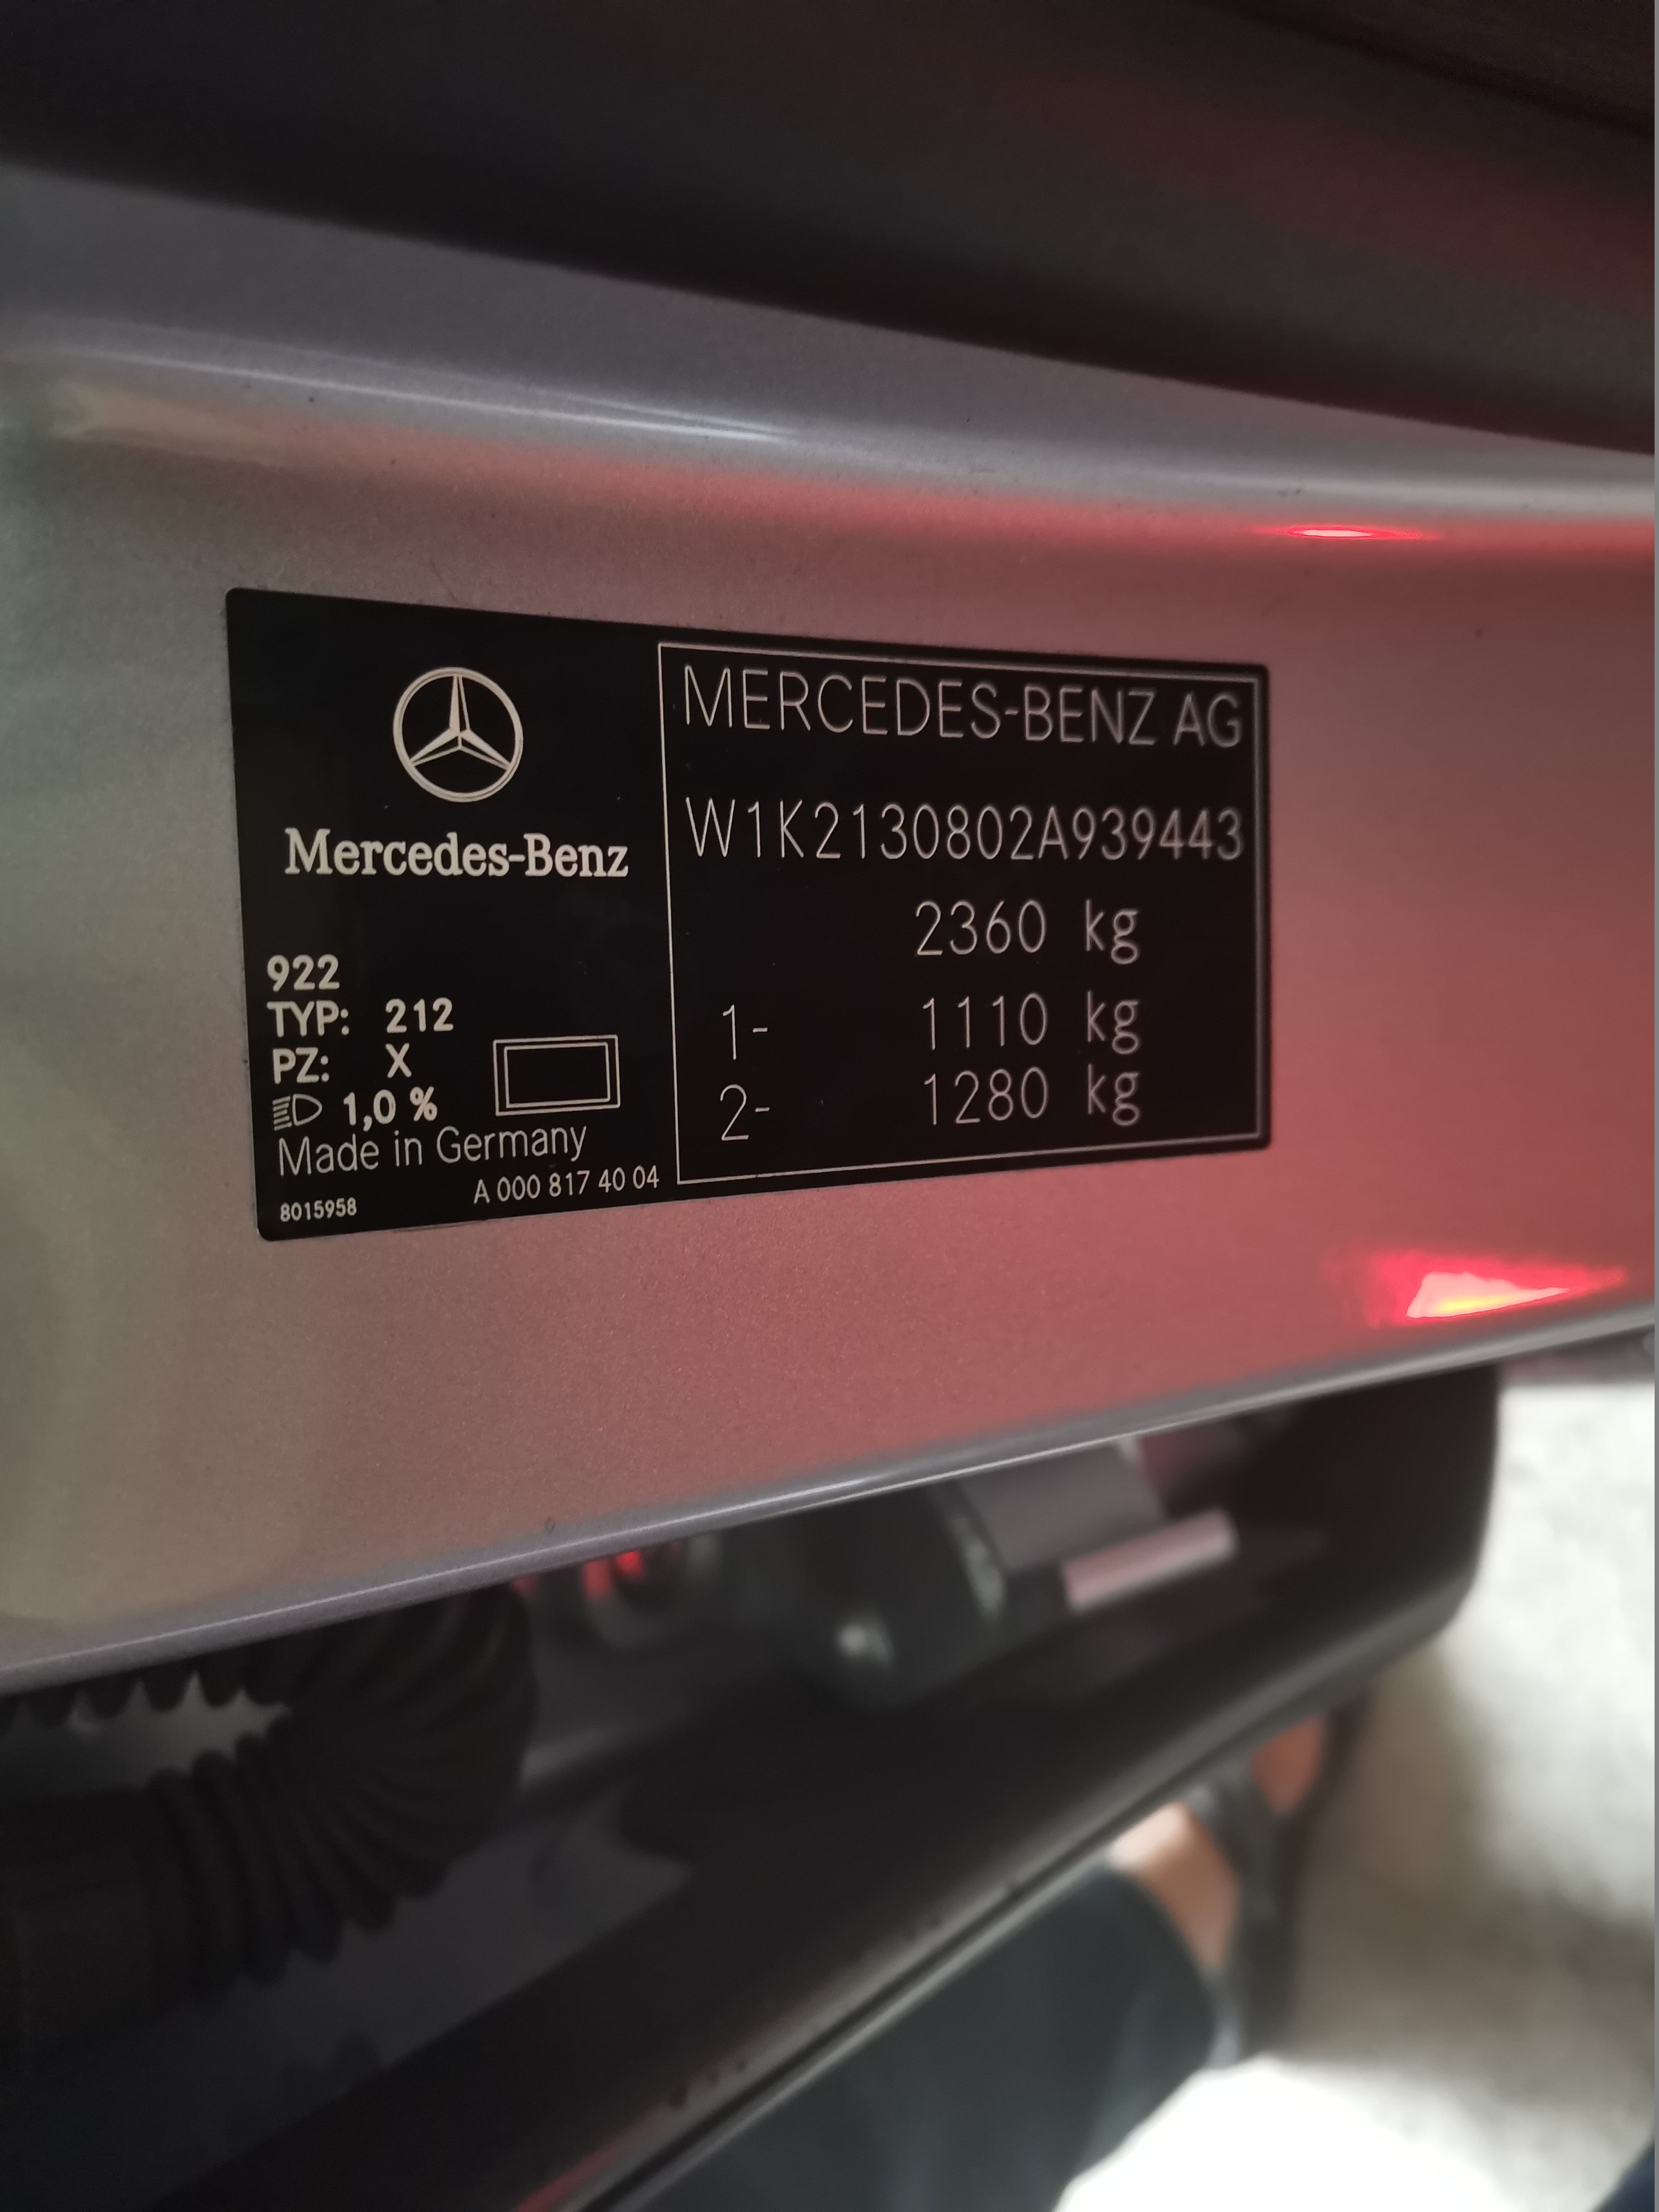 Mercedes-Benz
922
TYP: 212
PZ: X
1,0 %
Made in Germany
8015958
A 000 817 40 04
MERCEDES-BENZ AG
W1K2130802A939443
2360 kg
1- 1110 kg
2- 1280 kg